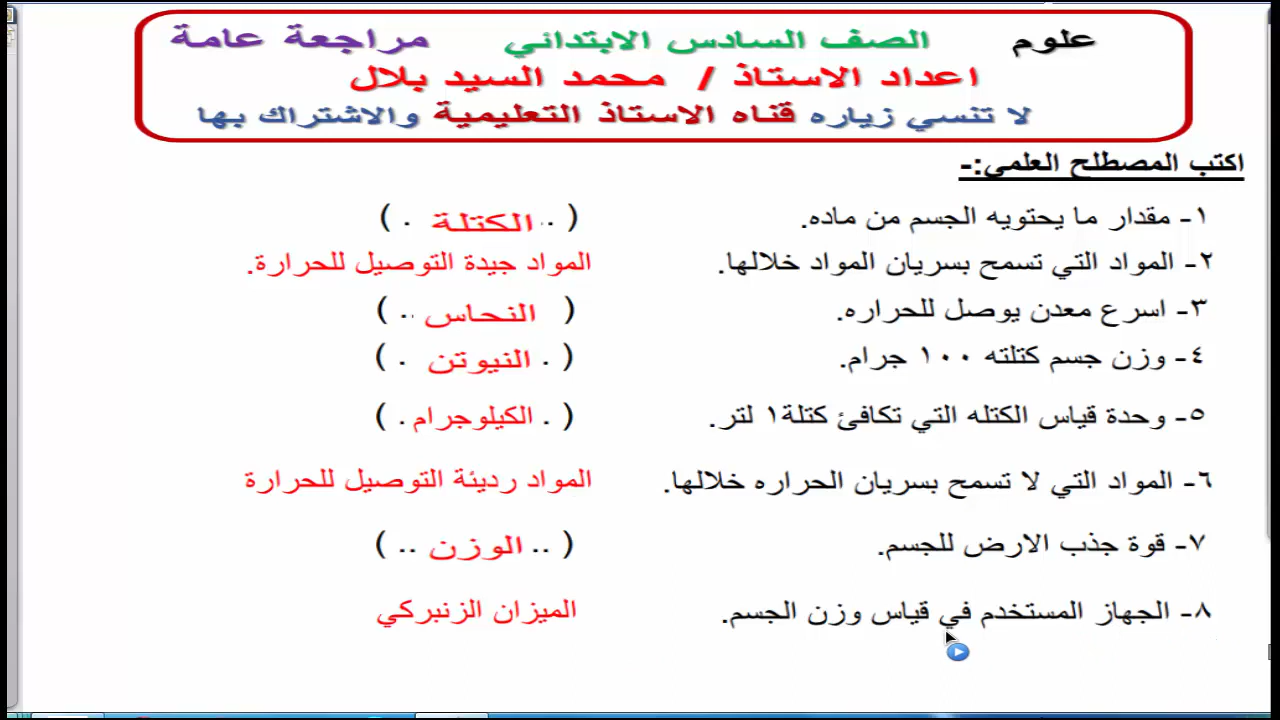 علوم الصف السادس الابتدائي مراجعة عامة
اعداد الاستاذ / محمد السيد بلال
لا تنسي زياره قناه الاستاذ التعليمية والاشتراك بها
اكتب المصطلح العلمي:-
١- مقدار ما يحتويه الجسم من ماده. ( .. الكتلة . )
٢- المواد التي تسمح بسريان المواد خلالها. المواد جيدة التوصيل للحرارة.
٣- اسرع معدن يوصل للحراره. ( النحاس .. )
٤- وزن جسم كتلته ١٠٠ جرام. ( . النيوتن . )
٥- وحدة قياس الكتله التي تكافئ كتلة١ لتر. ( . الكيلوجرام . )
٦- المواد التي لا تسمح بسريان الحراره خلالها. المواد رديئة التوصيل للحرارة
٧- قوة جذب الارض للجسم. ( .. الوزن .. )
٨- الجهاز المستخدم في قياس وزن الجسم. الميزان الزنبركي